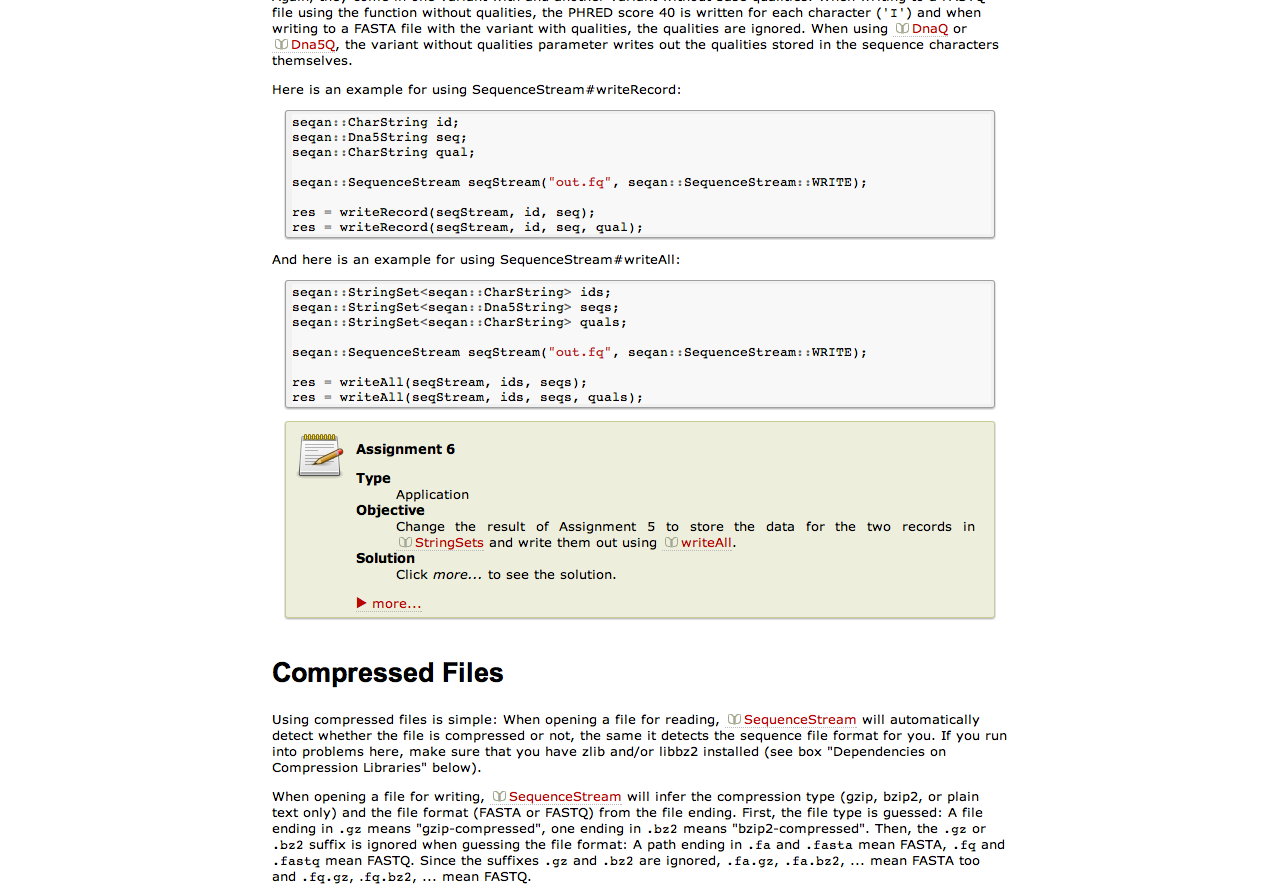 file using the function without qualities, the PHRED score 40 is written for each character ('I') and when
writing to a FASTA file with the variant with qualities, the qualities are ignored. When using DnaQ or
Dna5Q, the variant without qualities parameter writes out the qualities stored in the sequence characters
themselves.
Here is an example for using SequenceStream#writeRecord:
seqan::CharString id;
seqan::Dna5String seq;
seqan::CharString qual;
seqan::SequenceStream seqStream("out.fq", seqan::SequenceStream::WRITE);
res = writeRecord(seqStream, id, seq);
res = writeRecord(seqStream, id, seq, qual);
And here is an example for using SequenceStream#writeAll:
seqan::StringSet<seqan::CharString> ids;
seqan::StringSet<seqan::Dna5String> seqs;
seqan::StringSet<seqan::CharString> quals;
seqan::SequenceStream seqStream("out.fq", seqan::SequenceStream::WRITE);
res = writeAll(seqStream, ids, seqs);
res = writeAll(seqStream, ids, seqs, quals);
Assignment 6
Type
Application
Objective
Change the result of Assignment 5 to store the data for the two records in
StringSets and write them out using writeAll.
Solution
Click more... to see the solution.
more...
Compressed Files
Using compressed files is simple: When opening a file for reading, SequenceStream will automatically
detect whether the file is compressed or not, the same it detects the sequence file format for you. If you run
into problems here, make sure that you have zlib and/or libbz2 installed (see box "Dependencies on
Compression Libraries" below).
When opening a file for writing, SequenceStream will infer the compression type (gzip, bzip2, or plain
text only) and the file format (FASTA or FASTQ) from the file ending. First, the file type is guessed: A file
ending in .gz means "gzip-compressed", one ending in .bz2 means "bzip2-compressed". Then, the .gz or
.bz2 suffix is ignored when guessing the file format: A path ending in .fa and .fasta mean FASTA, .fq and
.fastq mean FASTQ. Since the suffixes .gz and .bz2 are ignored, .fa.gz, .fa.bz2, ... mean FASTA too
and .fq.gz, .fq.bz2, ... mean FASTQ.